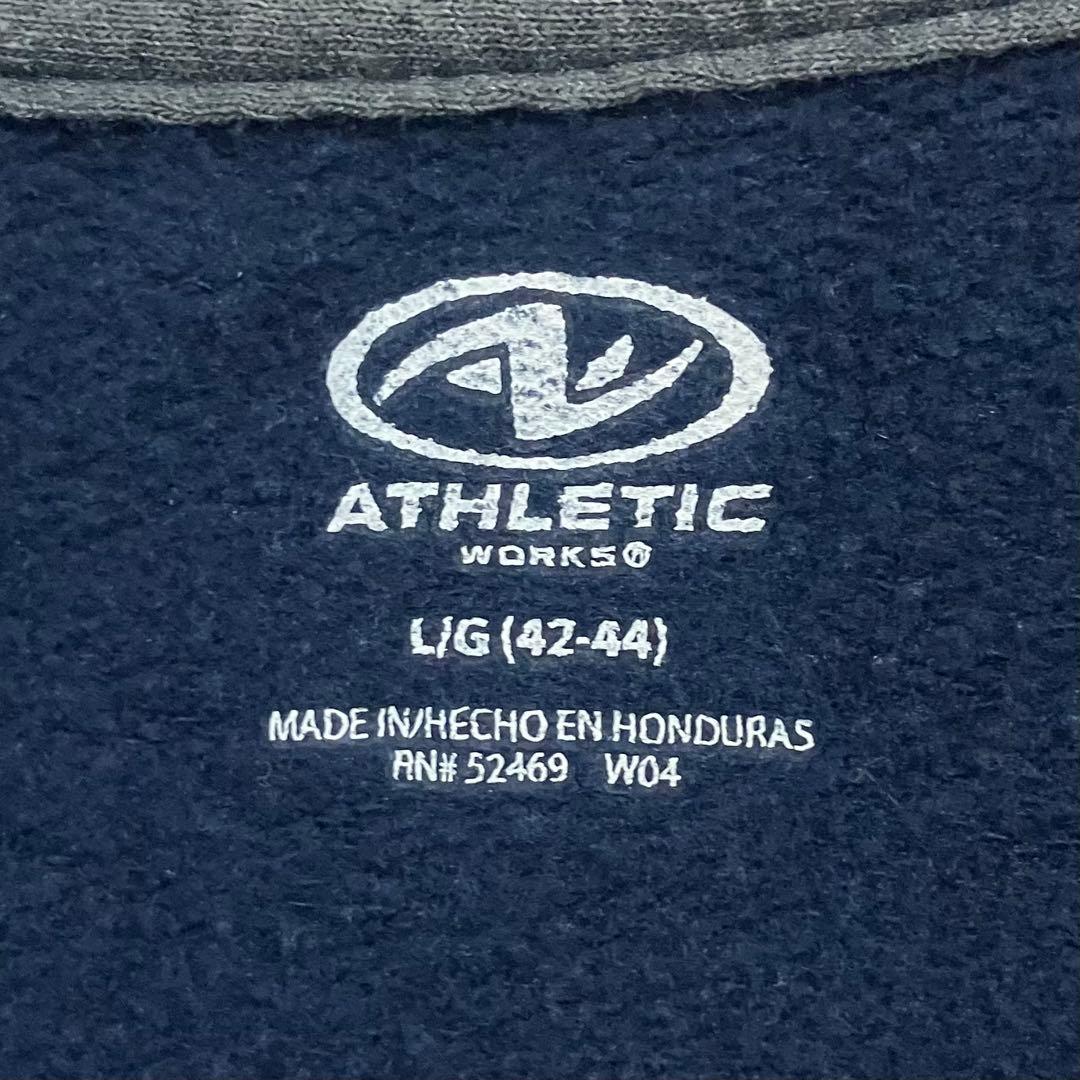 ATHLETIC
WORKS®
L/G (42-44)
MADE IN/HECHO EN HONDURAS
RN# 52469 W04